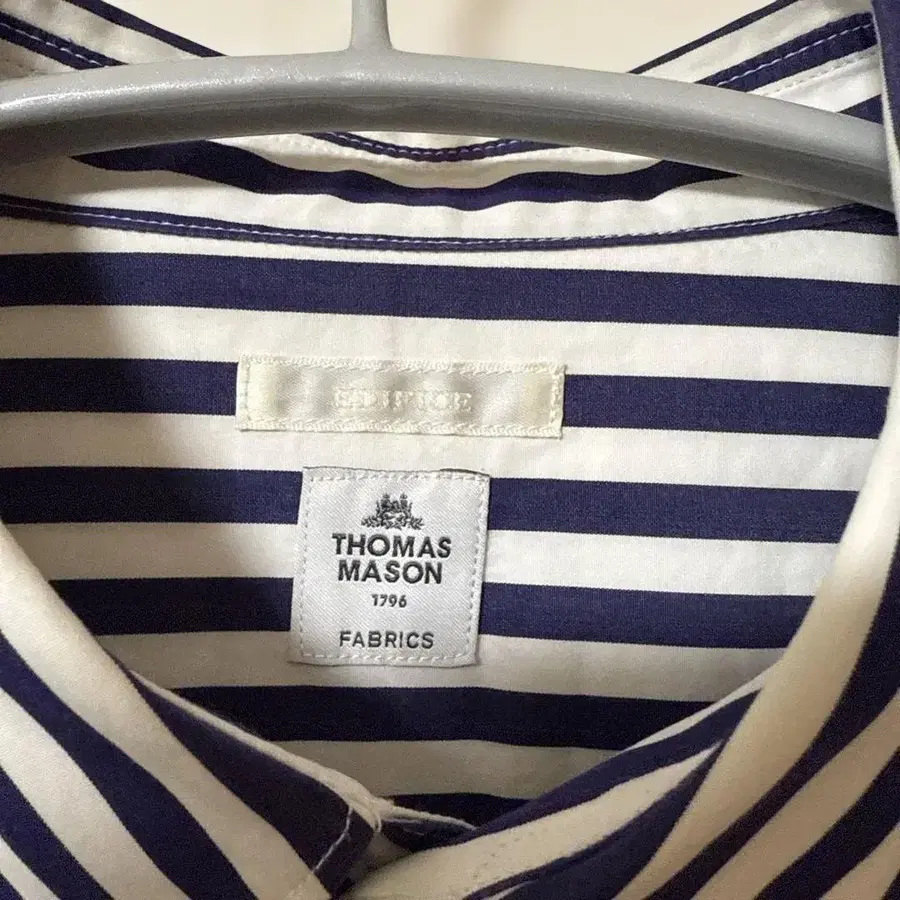 EDIFICE
THOMAS
MASON
1796
FABRICS